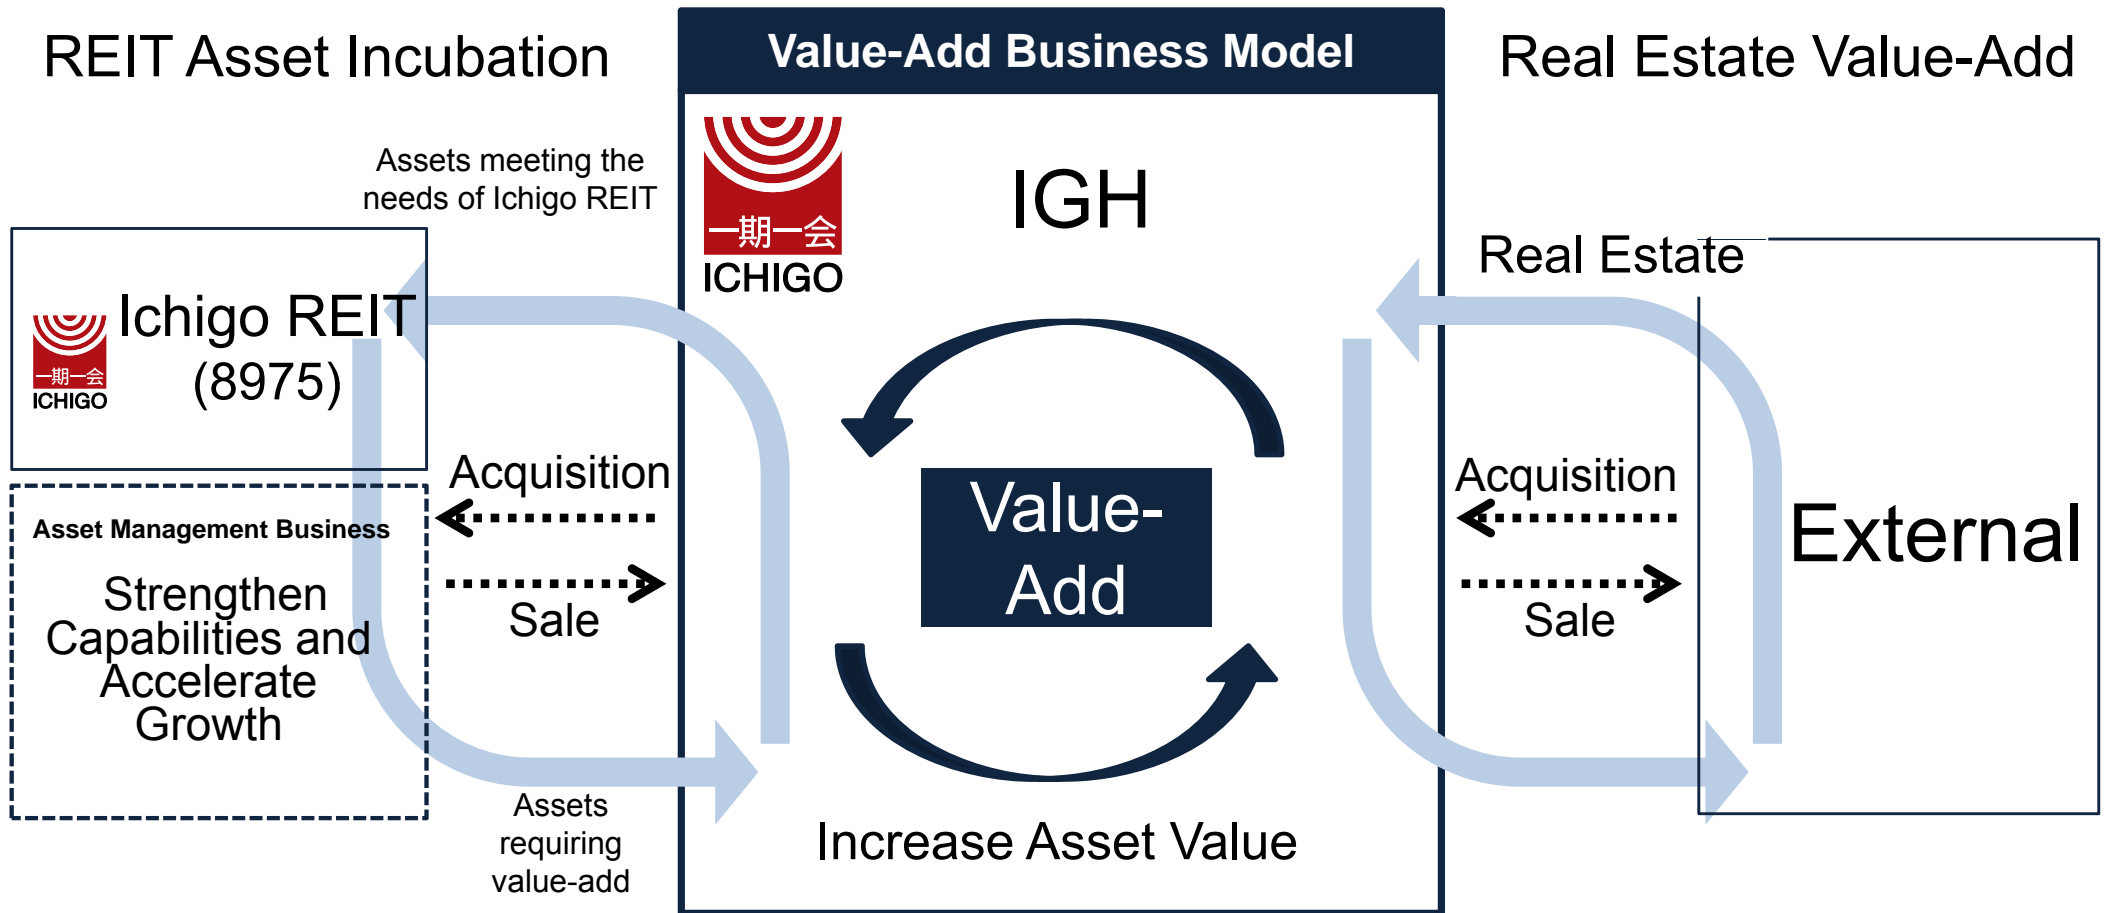 REIT Asset Incubation
Value-Add Business Model
Real Estate Value-Add
Assets meeting the
needs of Ichigo REIT
一期一会
ICHIGO
IGH
Real Estate
一期一会
ICHIGO
Ichigo REIT
(8975)
Acquisition
Sale
Asset Management Business
Strengthen
Capabilities and
Accelerate
Growth
Value-
Add
Acquisition
Sale
External
Assets
requiring
value-add
Increase Asset Value